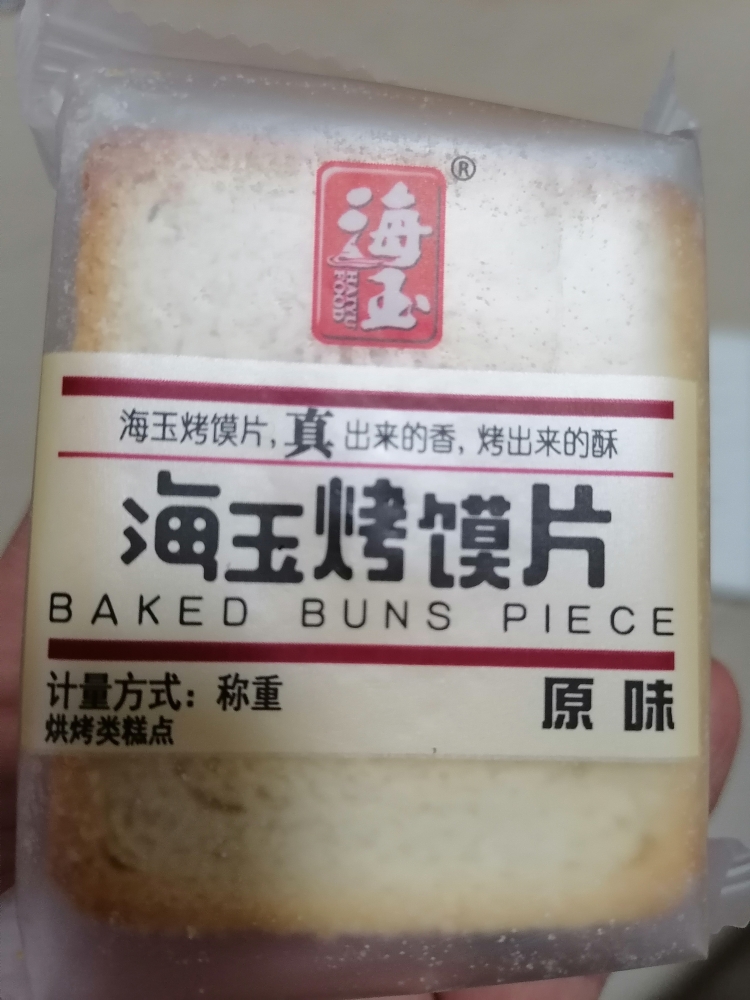 海玉
HAIYU
FOOD
®
海玉烤馍片,真出来的香,烤出来的酥
海玉烤馍片
BAKED BUNS PIECE
计量方式：称重
烘烤类糕点
原味